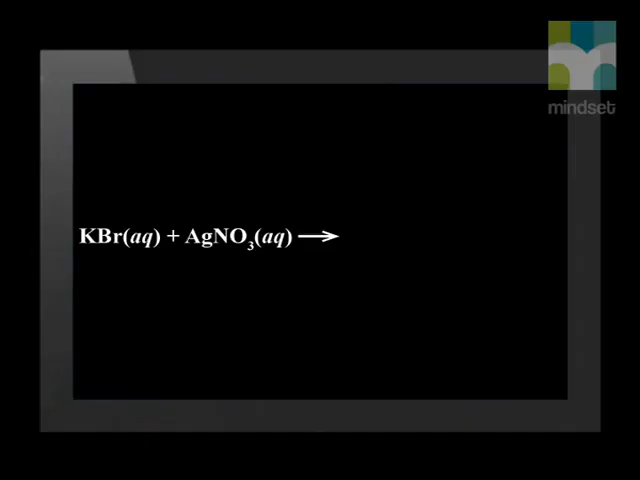 mindset
KBr(aq) + AgNO₃(aq) ⟶